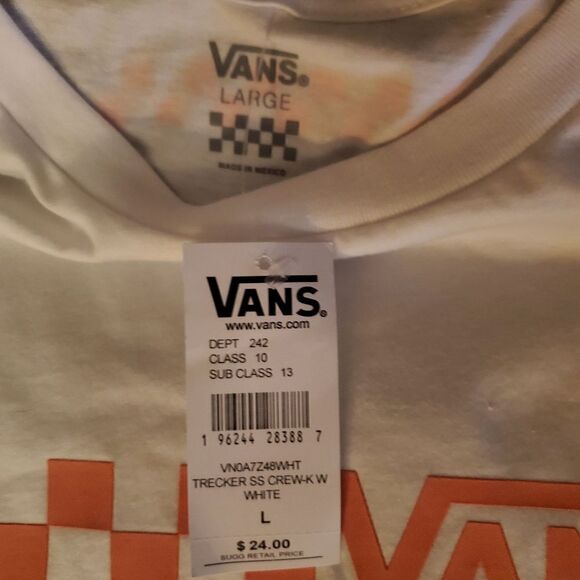 VANS®
LARGE
MADE IN MEXICO
VANS®
www.vans.com
DEPT 242
CLASS 10
SUB CLASS 13
1 96244 28388 7
VN0A7Z48WHT
TRECKER SS CREW-K W
WHITE
L
$ 24.00
SUGG RETAIL PRICE
VAN